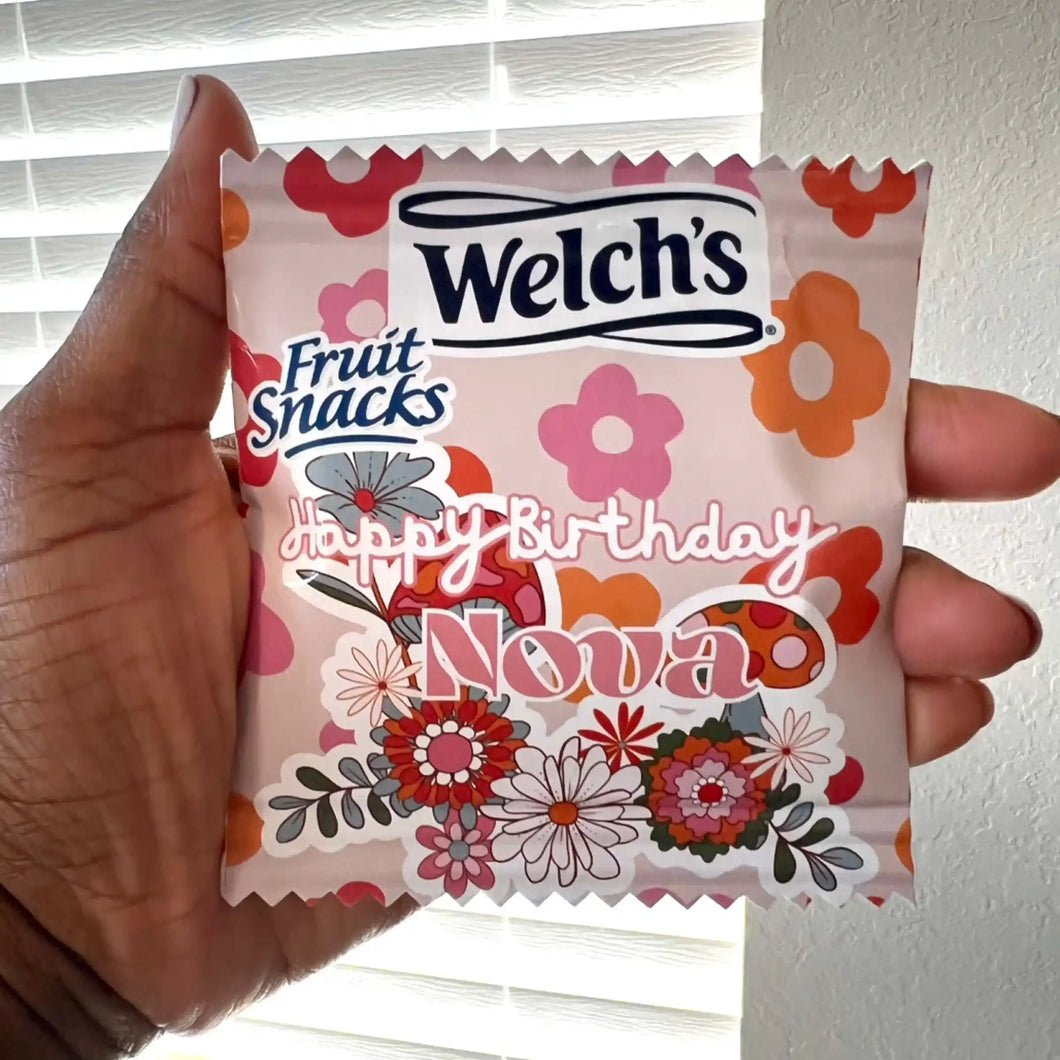 Welch's®
Fruit
Snacks
Happy Birthday
Nova